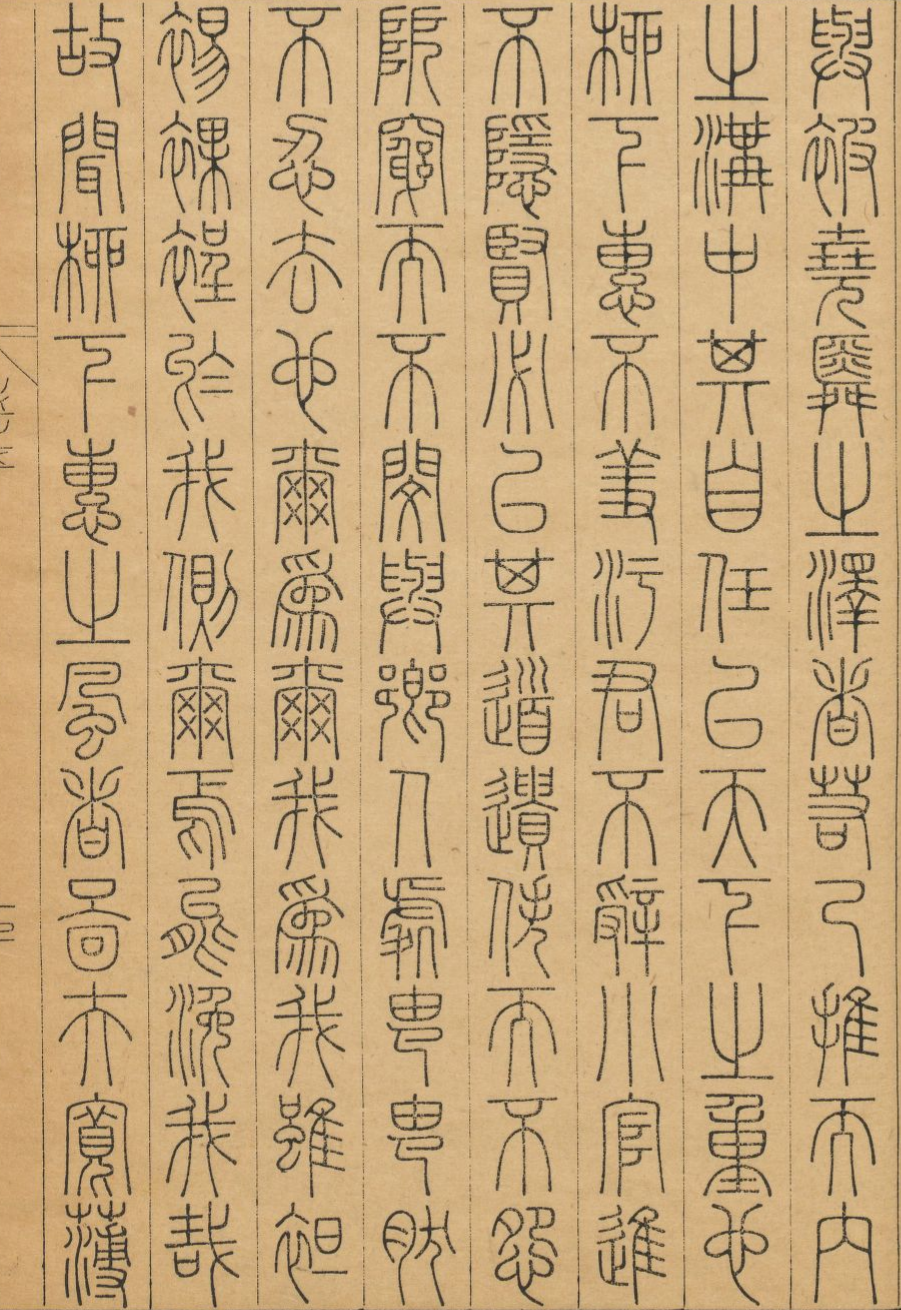 與被堯舜之澤者若己推而內
之溝中其自任以天下之重也
柳下惠不羞污君不辭小官進
不隱賢必以其道遺佚而不怨
阨窮而不閔與鄉人處由由然
不忍去也爾爲爾我爲我雖袒
裼裸裎於我側爾焉能浼我哉
故聞柳下惠之風者啚夫寬薄